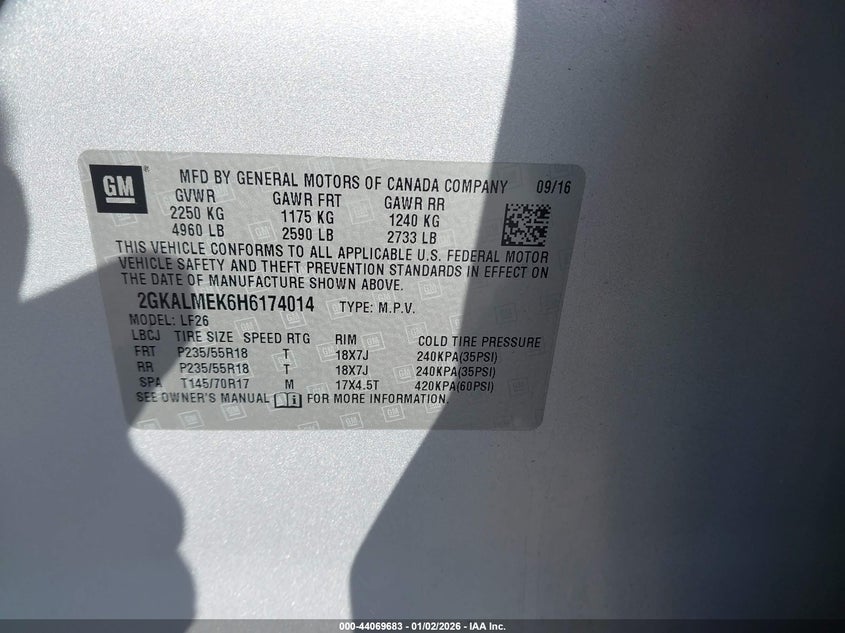 GM ® MFD BY GENERAL MOTORS OF CANADA COMPANY 09/16
GVWR GAWR FRT GAWR RR
2250 KG 1175 KG 1240 KG
4960 LB 2590 LB 2733 LB
THIS VEHICLE CONFORMS TO ALL APPLICABLE U.S. FEDERAL MOTOR
VEHICLE SAFETY AND THEFT PREVENTION STANDARDS IN EFFECT ON
THE DATE OF MANUFACTURE SHOWN ABOVE.
2GKALMEK6H6174014 TYPE: M.P.V.
MODEL: LF26
LBCJ TIRE SIZE SPEED RTG RIM COLD TIRE PRESSURE
FRT P235/55R18 T 18X7J 240KPA(35PSI)
RR P235/55R18 T 18X7J 240KPA(35PSI)
SPA T145/70R17 M 17X4.5T 420KPA(60PSI)
SEE OWNER'S MANUAL FOR MORE INFORMATION.
000-44069683 - 01/02/2026 - IAA Inc.